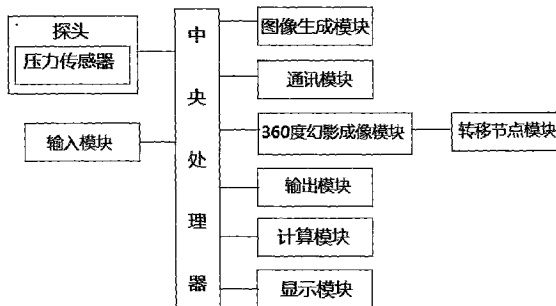 探头
压力传感器
输入模块
中央处理器
图像生成模块
通讯模块
360度幻影成像模块
转移节点模块
输出模块
计算模块
显示模块